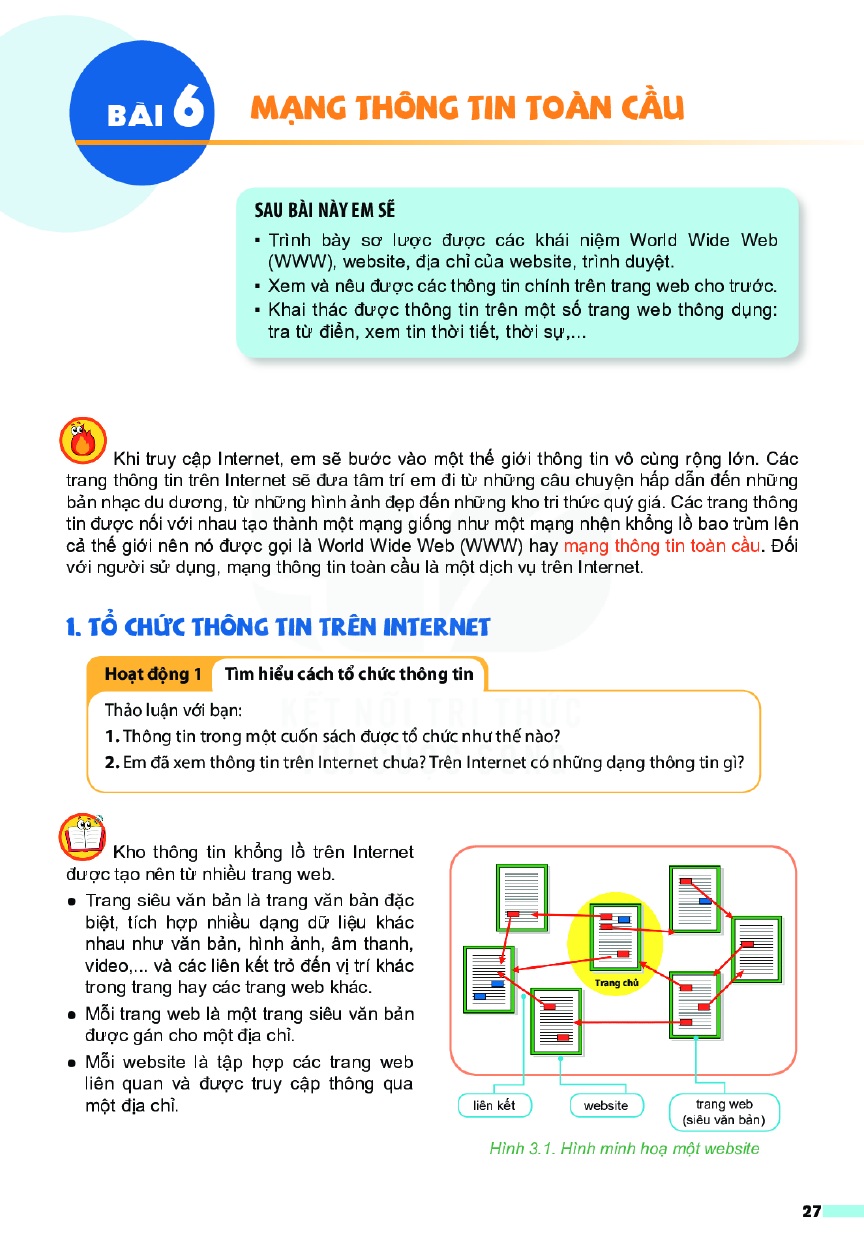 BÀI 6
MẠNG THÔNG TIN TOÀN CẦU
SAU BÀI NÀY EM SẼ
▪ Trình bày sơ lược được các khái niệm World Wide Web
(WWW), website, địa chỉ của website, trình duyệt.
▪ Xem và nêu được các thông tin chính trên trang web cho trước.
▪ Khai thác được thông tin trên một số trang web thông dụng:
tra từ điển, xem tin thời tiết, thời sự,...
Khi truy cập Internet, em sẽ bước vào một thế giới thông tin vô cùng rộng lớn. Các
trang thông tin trên Internet sẽ đưa tâm trí em đi từ những câu chuyện hấp dẫn đến những
bản nhạc du dương, từ những hình ảnh đẹp đến những kho tri thức quý giá. Các trang thông
tin được nối với nhau tạo thành một mạng giống như một mạng nhện khổng lồ bao trùm lên
cả thế giới nên nó được gọi là World Wide Web (WWW) hay mạng thông tin toàn cầu. Đối
với người sử dụng, mạng thông tin toàn cầu là một dịch vụ trên Internet.
1. TỔ CHỨC THÔNG TIN TRÊN INTERNET
Hoạt động 1 Tìm hiểu cách tổ chức thông tin
Thảo luận với bạn:
1. Thông tin trong một cuốn sách được tổ chức như thế nào?
2. Em đã xem thông tin trên Internet chưa? Trên Internet có những dạng thông tin gì?
KẾT NỐI TRI THỨC
VỚI CUỘC SỐNG
Kho thông tin khổng lồ trên Internet
được tạo nên từ nhiều trang web.
● Trang siêu văn bản là trang văn bản đặc
biệt, tích hợp nhiều dạng dữ liệu khác
nhau như văn bản, hình ảnh, âm thanh,
video,... và các liên kết trỏ đến vị trí khác
trong trang hay các trang web khác.
● Mỗi trang web là một trang siêu văn bản
được gán cho một địa chỉ.
● Mỗi website là tập hợp các trang web
liên quan và được truy cập thông qua
một địa chỉ.
Trang chủ
liên kết
website
trang web
(siêu văn bản)
Hình 3.1. Hình minh hoạ một website
27